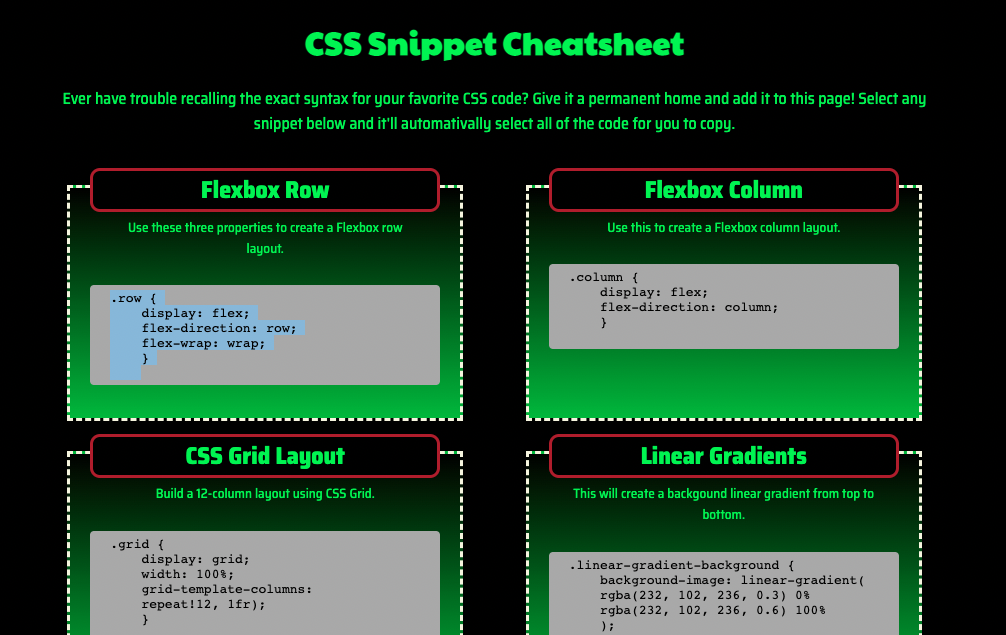 CSS Snippet Cheatsheet
Ever have trouble recalling the exact syntax for your favorite CSS code? Give it a permanent home and add it to this page! Select any
snippet below and it'll automativally select all of the code for you to copy.
Flexbox Row
Use these three properties to create a Flexbox row
layout.
.row {
    display: flex;
    flex-direction: row;
    flex-wrap: wrap;
    }
Flexbox Column
Use this to create a Flexbox column layout.
.column {
    display: flex;
    flex-direction: column;
    }
CSS Grid Layout
Build a 12-column layout using CSS Grid.
.grid {
    display: grid;
    width: 100%;
    grid-template-columns:
    repeat!12, 1fr);
    }
Linear Gradients
This will create a backgound linear gradient from top to
bottom.
.linear-gradient-background {
    background-image: linear-gradient(
    rgba(232, 102, 236, 0.3) 0%
    rgba(232, 102, 236, 0.6) 100%
    );